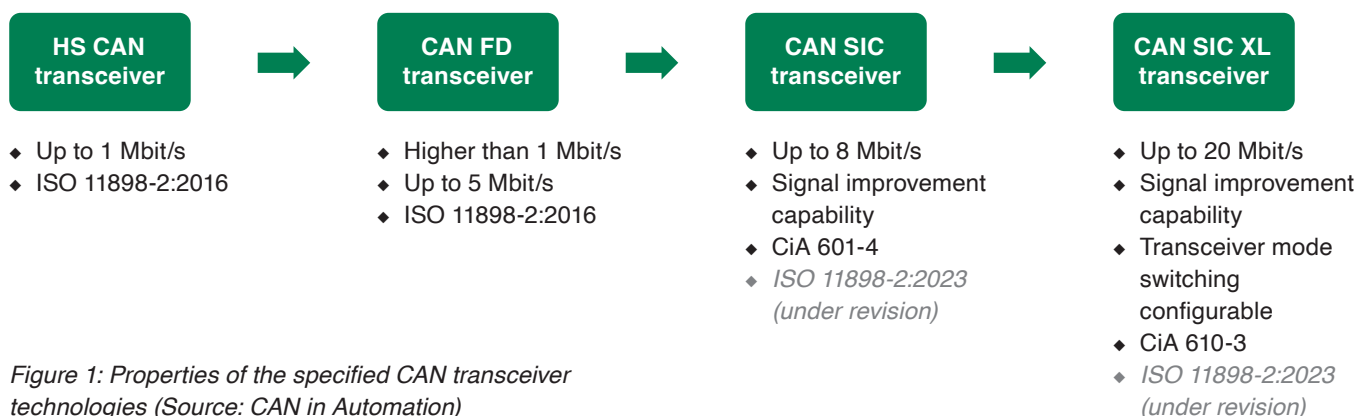 HS CAN
transceiver
CAN FD
transceiver
CAN SIC
transceiver
CAN SIC XL
transceiver
◆ Up to 1 Mbit/s
◆ ISO 11898-2:2016
◆ Higher than 1 Mbit/s
◆ Up to 5 Mbit/s
◆ ISO 11898-2:2016
◆ Up to 8 Mbit/s
◆ Signal improvement
capability
◆ CiA 601-4
◆ ISO 11898-2:2023
(under revision)
◆ Up to 20 Mbit/s
◆ Signal improvement
capability
◆ Transceiver mode
switching
configurable
◆ CiA 610-3
◆ ISO 11898-2:2023
(under revision)
Figure 1: Properties of the specified CAN transceiver
technologies (Source: CAN in Automation)